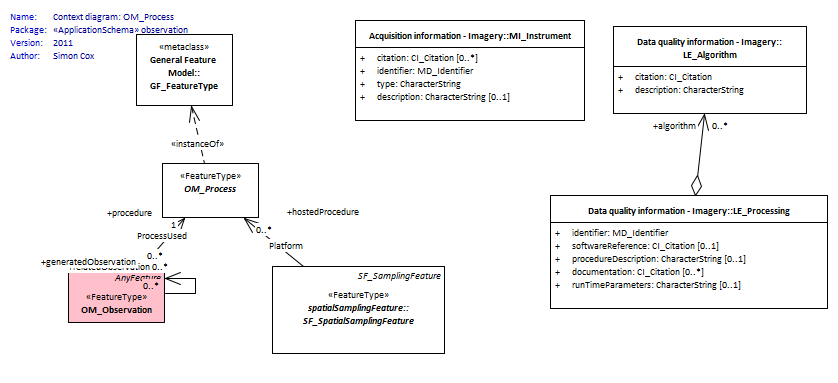 Name: Context diagram: OM_Process
Package: «ApplicationSchema» observation
Version: 2011
Author: Simon Cox
«metaclass»
General Feature
Model::
GF_FeatureType
Acquisition information - Imagery::MI_Instrument
+ citation: CI_Citation [0..*]
+ identifier: MD_Identifier
+ type: CharacterString
+ description: CharacterString [0..1]
Data quality information - Imagery::
LE_Algorithm
+ citation: CI_Citation
+ description: CharacterString
+algorithm 0..*
«instanceOf»
«FeatureType»
OM_Process
+procedure
1
ProcessUsed
0..*
+generatedObservation
0..*
AnyFeature
0..*
«FeatureType»
OM_Observation
+hostedProcedure
0..*
Platform
SF_SamplingFeature
«FeatureType»
spatialSamplingFeature::
SF_SpatialSamplingFeature
Data quality information - Imagery::LE_Processing
+ identifier: MD_Identifier
+ softwareReference: CI_Citation [0..1]
+ procedureDescription: CharacterString [0..1]
+ documentation: CI_Citation [0..*]
+ runTimeParameters: CharacterString [0..1]